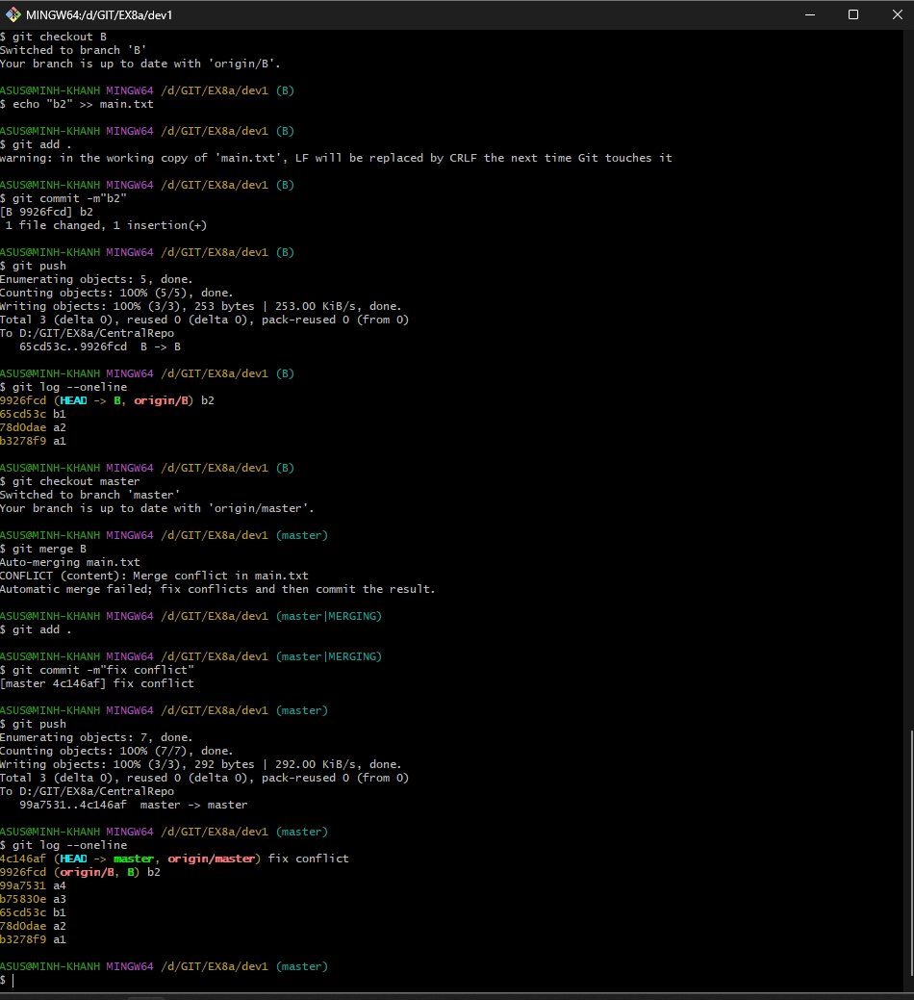 MINGW64:/d/GIT/EX8a/dev1
$ git checkout B
Switched to branch 'B'
Your branch is up to date with 'origin/B'.
ASUS@MINH-KHANH MINGW64 /d/GIT/EX8a/dev1 (B)
$ echo "b2" >> main.txt
ASUS@MINH-KHANH MINGW64 /d/GIT/EX8a/dev1 (B)
$ git add .
warning: in the working copy of 'main.txt', LF will be replaced by CRLF the next time Git touches it
ASUS@MINH-KHANH MINGW64 /d/GIT/EX8a/dev1 (B)
$ git commit -m"b2"
[B 9926fcd] b2
 1 file changed, 1 insertion(+)
ASUS@MINH-KHANH MINGW64 /d/GIT/EX8a/dev1 (B)
$ git push
Enumerating objects: 5, done.
Counting objects: 100% (5/5), done.
Writing objects: 100% (3/3), 253 bytes | 253.00 KiB/s, done.
Total 3 (delta 0), reused 0 (delta 0), pack-reused 0 (from 0)
To D:/GIT/EX8a/CentralRepo
   65cd53c..9926fcd  B -> B
ASUS@MINH-KHANH MINGW64 /d/GIT/EX8a/dev1 (B)
$ git log --oneline
9926fcd (HEAD -> B, origin/B) b2
65cd53c b1
78d0dae a2
b3278f9 a1
ASUS@MINH-KHANH MINGW64 /d/GIT/EX8a/dev1 (B)
$ git checkout master
Switched to branch 'master'
Your branch is up to date with 'origin/master'.
ASUS@MINH-KHANH MINGW64 /d/GIT/EX8a/dev1 (master)
$ git merge B
Auto-merging main.txt
CONFLICT (content): Merge conflict in main.txt
Automatic merge failed; fix conflicts and then commit the result.
ASUS@MINH-KHANH MINGW64 /d/GIT/EX8a/dev1 (master|MERGING)
$ git add .
ASUS@MINH-KHANH MINGW64 /d/GIT/EX8a/dev1 (master|MERGING)
$ git commit -m"fix conflict"
[master 4c146af] fix conflict
ASUS@MINH-KHANH MINGW64 /d/GIT/EX8a/dev1 (master)
$ git push
Enumerating objects: 7, done.
Counting objects: 100% (7/7), done.
Writing objects: 100% (3/3), 292 bytes | 292.00 KiB/s, done.
Total 3 (delta 0), reused 0 (delta 0), pack-reused 0 (from 0)
To D:/GIT/EX8a/CentralRepo
   99a7531..4c146af  master -> master
ASUS@MINH-KHANH MINGW64 /d/GIT/EX8a/dev1 (master)
$ git log --oneline
4c146af (HEAD -> master, origin/master) fix conflict
9926fcd (origin/B, B) b2
99a7531 a4
b75830e a3
65cd53c b1
78d0dae a2
b3278f9 a1
ASUS@MINH-KHANH MINGW64 /d/GIT/EX8a/dev1 (master)
$